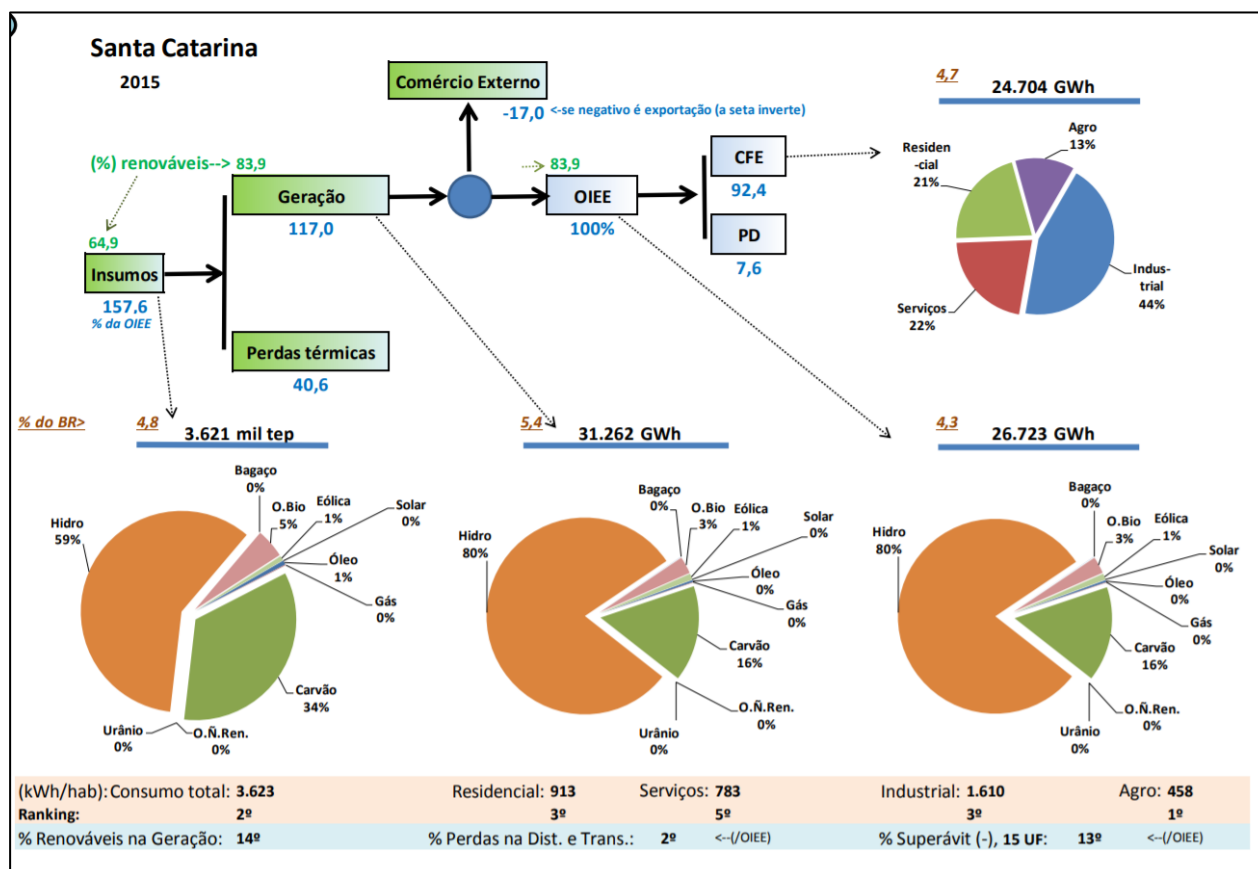 Santa Catarina
2015
Comércio Externo
-17,0 <-se negativo é exportação (a seta inverte)
(%) renováveis--> 83,9
83,9
Geração
117,0
OIEE
100%
CFE
92,4
PD
7,6
64,9
Insumos
157,6
% da OIEE
Perdas térmicas
40,6
4,7
24.704 GWh
Agro
13%
Residen
-cial
21%
Indus-
trial
44%
Serviços
22%
% do BR>
4,8
3.621 mil tep
Bagaço
0%
O.Bio
5%
Eólica
1%
Solar
0%
Hidro
59%
Óleo
1%
Gás
0%
Carvão
34%
Urânio
0%
O.Ñ.Ren.
0%
5,4
31.262 GWh
Bagaço
0%
O.Bio
3%
Eólica
1%
Solar
0%
Hidro
80%
Óleo
0%
Gás
0%
Carvão
16%
O.Ñ.Ren.
0%
Urânio
0%
4,3
26.723 GWh
Bagaço
0%
O.Bio
3%
Eólica
1%
Solar
0%
Hidro
80%
Óleo
0%
Gás
0%
Carvão
16%
O.Ñ.Ren.
0%
Urânio
0%
(kWh/hab): Consumo total: 3.623 Residencial: 913 Serviços: 783 Industrial: 1.610 Agro: 458
Ranking: 2º 3º 5º 3º 1º
% Renováveis na Geração: 14º % Perdas na Dist. e Trans.: 2º <--(/OIEE) % Superávit (-), 15 UF: 13º <--(/OIEE)